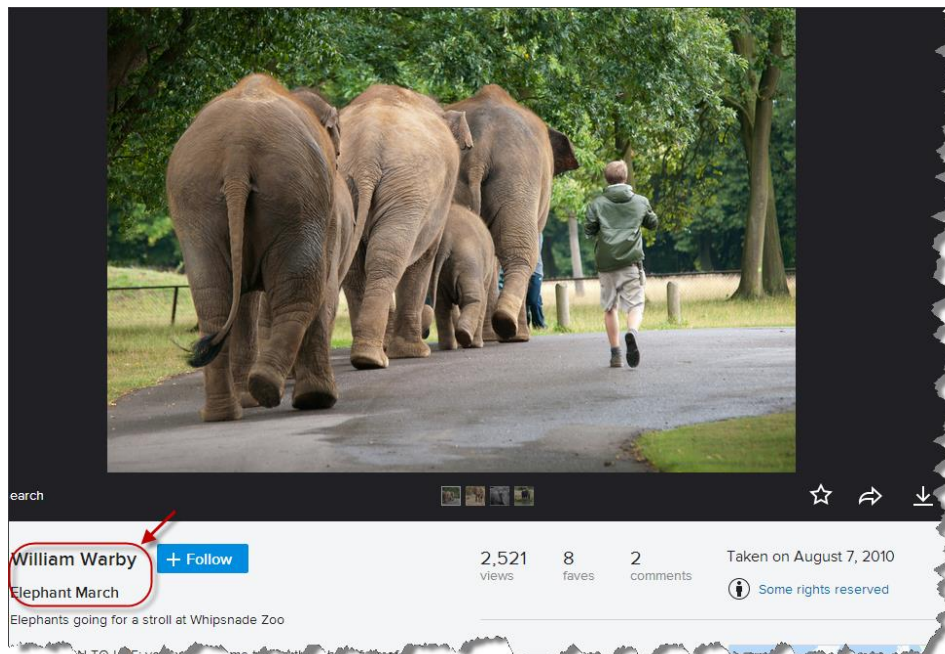 earch
William Warby
+ Follow
Elephant March
Elephants going for a stroll at Whipsnade Zoo
2,521 views
8 faves
2 comments
Taken on August 7, 2010
Some rights reserved